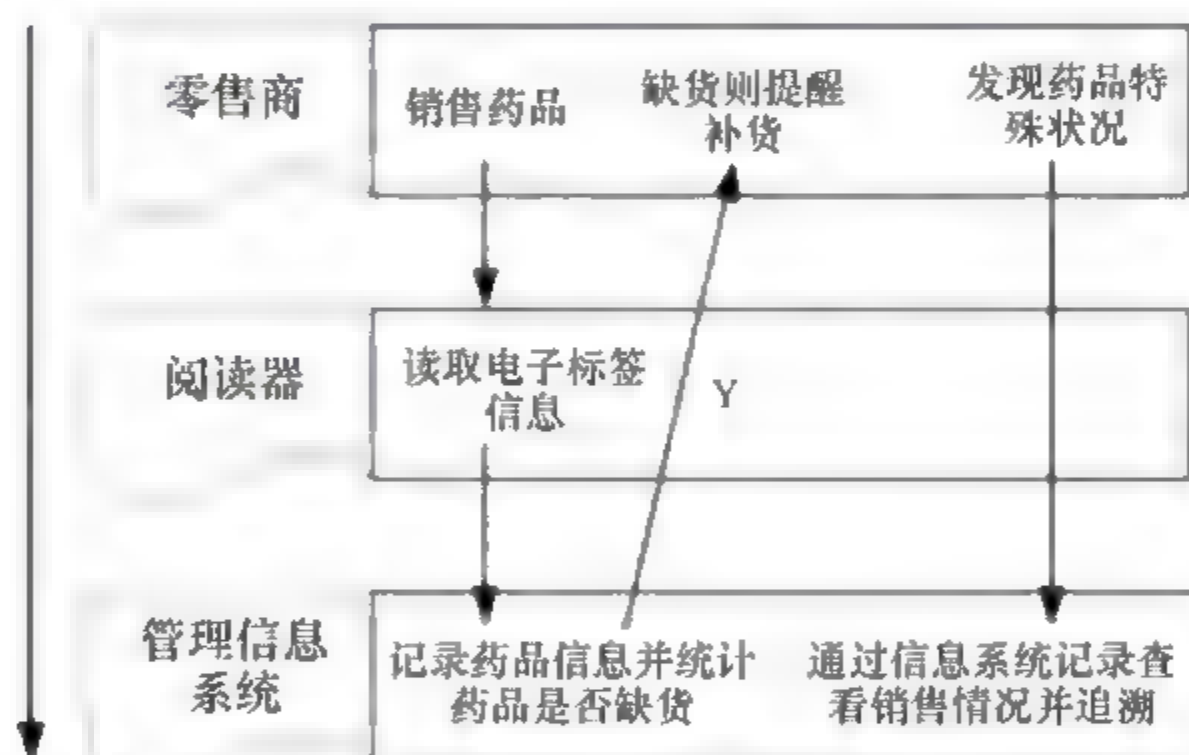 零售商
销售药品
缺货则提醒
补货
发现药品特
殊状况
阅读器
读取电子标签
信息
Y
管理信息
系统
记录药品信息并统计
药品是否缺货
通过信息系统记录查
看销售情况并追溯